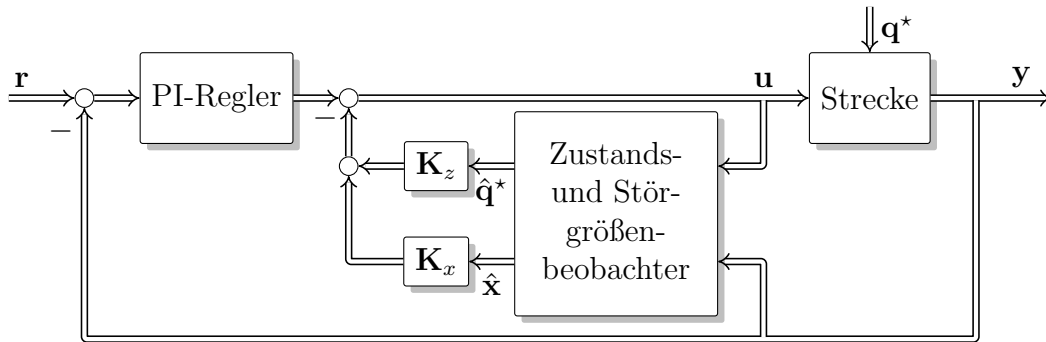 q⋆
r
PI-Regler
u
Strecke
y
−
−
Zustands-
und Stör-
größen-
beobachter
K_z
q̂⋆
K_x
x̂